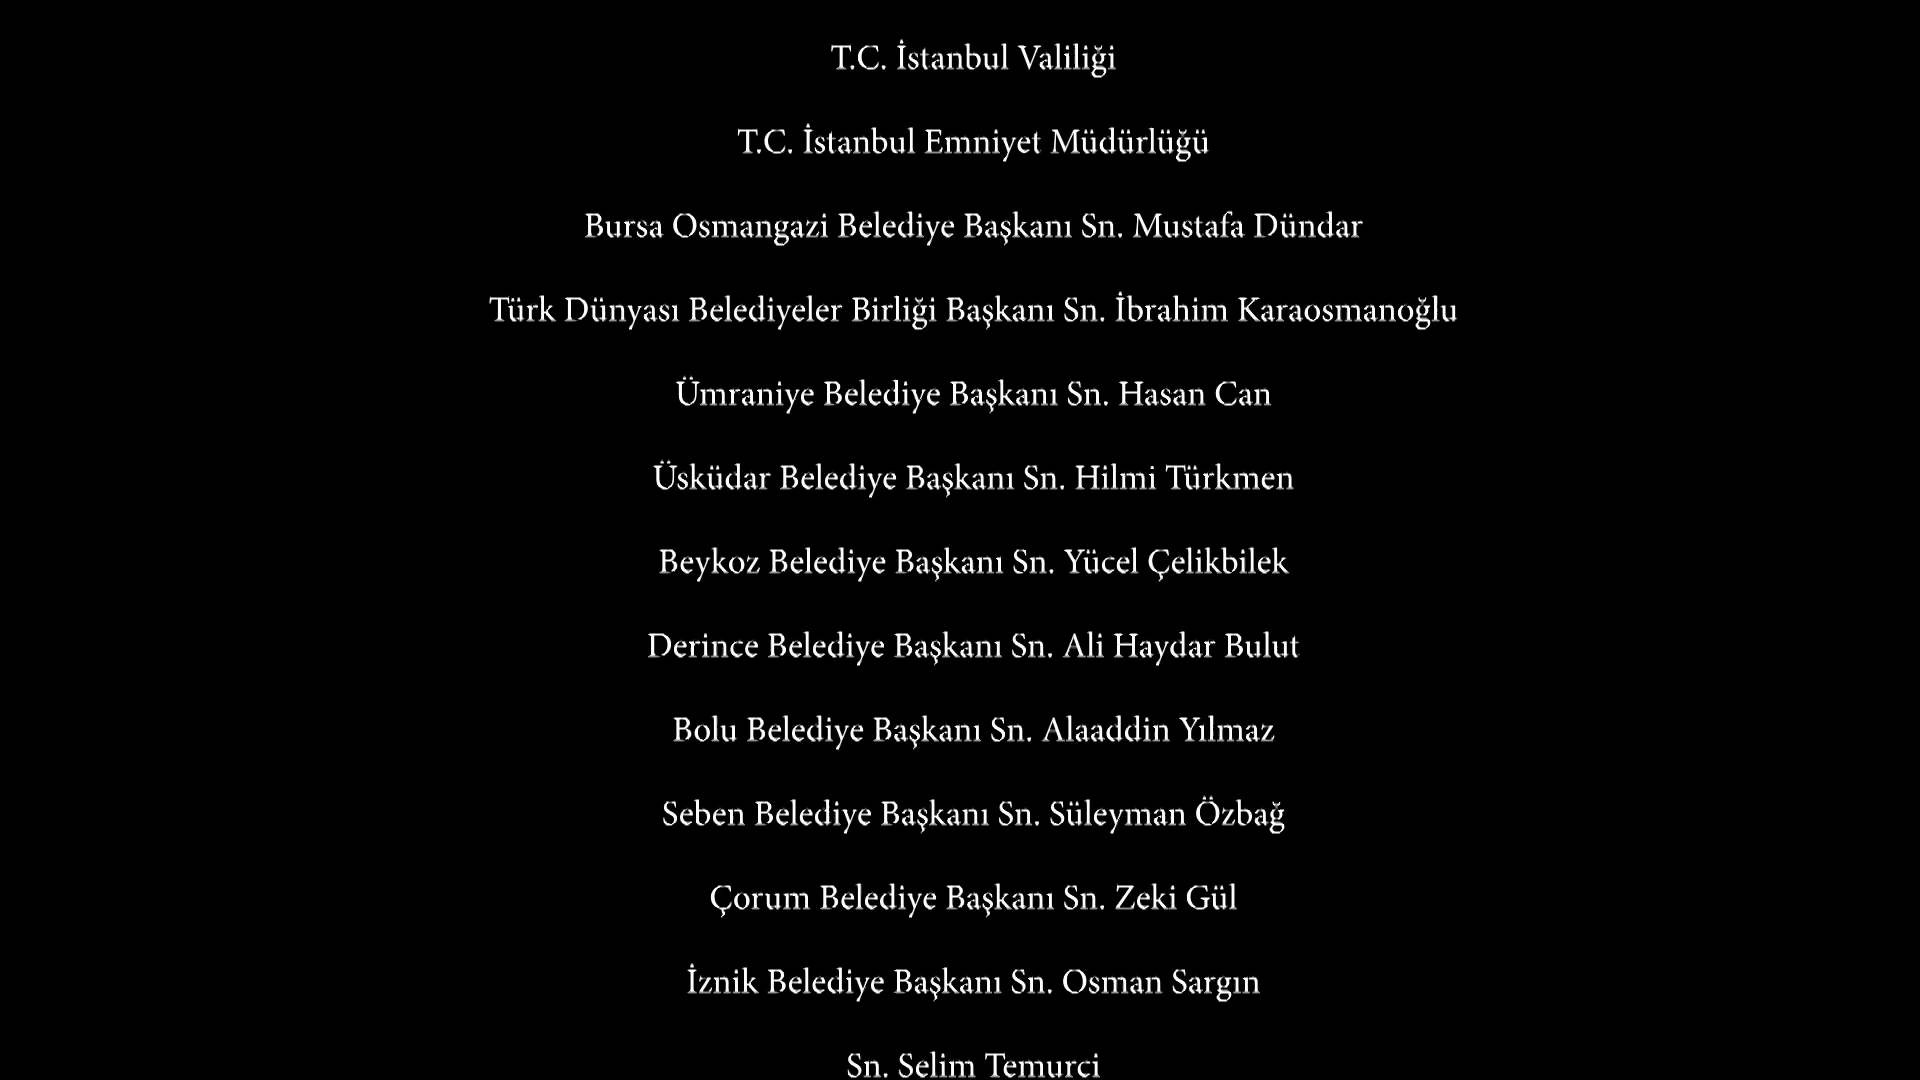 T.C. İstanbul Valiliği
T.C. İstanbul Emniyet Müdürlüğü
Bursa Osmangazi Belediye Başkanı Sn. Mustafa Dündar
Türk Dünyası Belediyeler Birliği Başkanı Sn. İbrahim Karaosmanoğlu
Ümraniye Belediye Başkanı Sn. Hasan Can
Üsküdar Belediye Başkanı Sn. Hilmi Türkmen
Beykoz Belediye Başkanı Sn. Yücel Çelikbilek
Derince Belediye Başkanı Sn. Ali Haydar Bulut
Bolu Belediye Başkanı Sn. Alaaddin Yılmaz
Seben Belediye Başkanı Sn. Süleyman Özbağ
Çorum Belediye Başkanı Sn. Zeki Gül
İznik Belediye Başkanı Sn. Osman Sargın
Sn. Selim Temurci